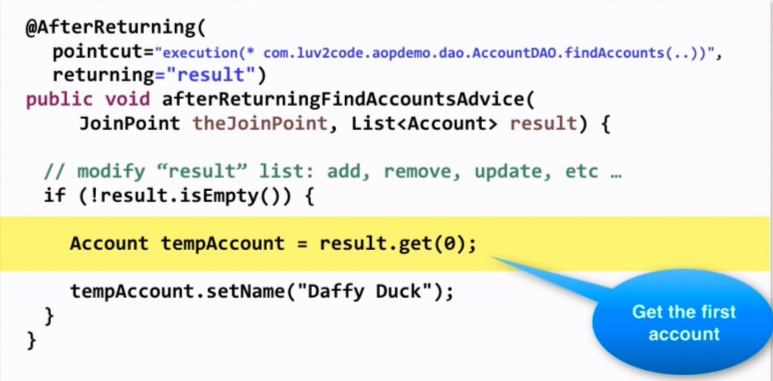 @AfterReturning(
pointcut="execution(* com.luv2code.aopdemo.dao.AccountDAO.findAccounts(..))",
returning="result")
public void afterReturningFindAccountsAdvice(
JoinPoint theJoinPoint, List<Account> result) {
// modify “result” list: add, remove, update, etc …
if (!result.isEmpty()) {
Account tempAccount = result.get(0);
tempAccount.setName("Daffy Duck");
}
}
Get the first
account